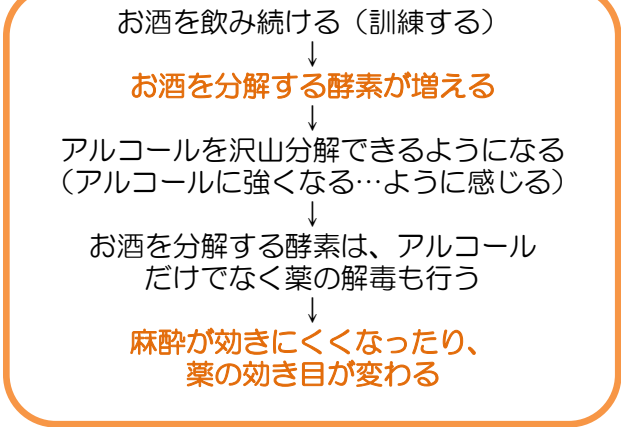 お酒を飲み続ける（訓練する）
↓
お酒を分解する酵素が増える
↓
アルコールを沢山分解できるようになる
（アルコールに強くなる…ように感じる）
↓
お酒を分解する酵素は、アルコール
だけでなく薬の解毒も行う
↓
麻酔が効きにくくなったり、
薬の効き目が変わる